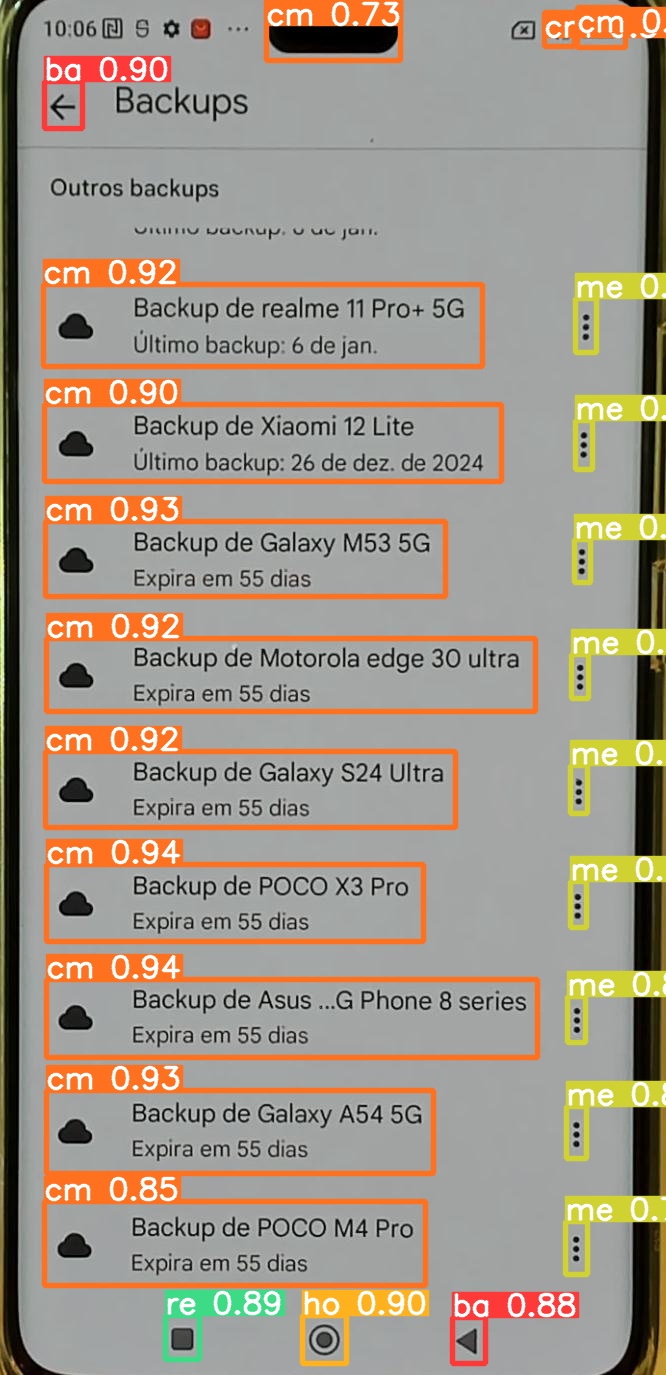 10:06
cm 0.73
cm
ba 0.90
Backups
Outros backups
Último backup: 6 de jan.
cm 0.92
me 0.
Backup de realme 11 Pro+ 5G
Último backup: 6 de jan.
cm 0.90
me 0.
Backup de Xiaomi 12 Lite
Último backup: 26 de dez. de 2024
cm 0.93
me 0.
Backup de Galaxy M53 5G
Expira em 55 dias
cm 0.92
me 0.
Backup de Motorola edge 30 ultra
Expira em 55 dias
cm 0.92
me 0.
Backup de Galaxy S24 Ultra
Expira em 55 dias
cm 0.94
me 0.
Backup de POCO X3 Pro
Expira em 55 dias
cm 0.94
me 0.8
Backup de Asus ...G Phone 8 series
Expira em 55 dias
cm 0.93
me 0.8
Backup de Galaxy A54 5G
Expira em 55 dias
cm 0.85
me 0.7
Backup de POCO M4 Pro
Expira em 55 dias
re 0.89
ho 0.90
ba 0.88